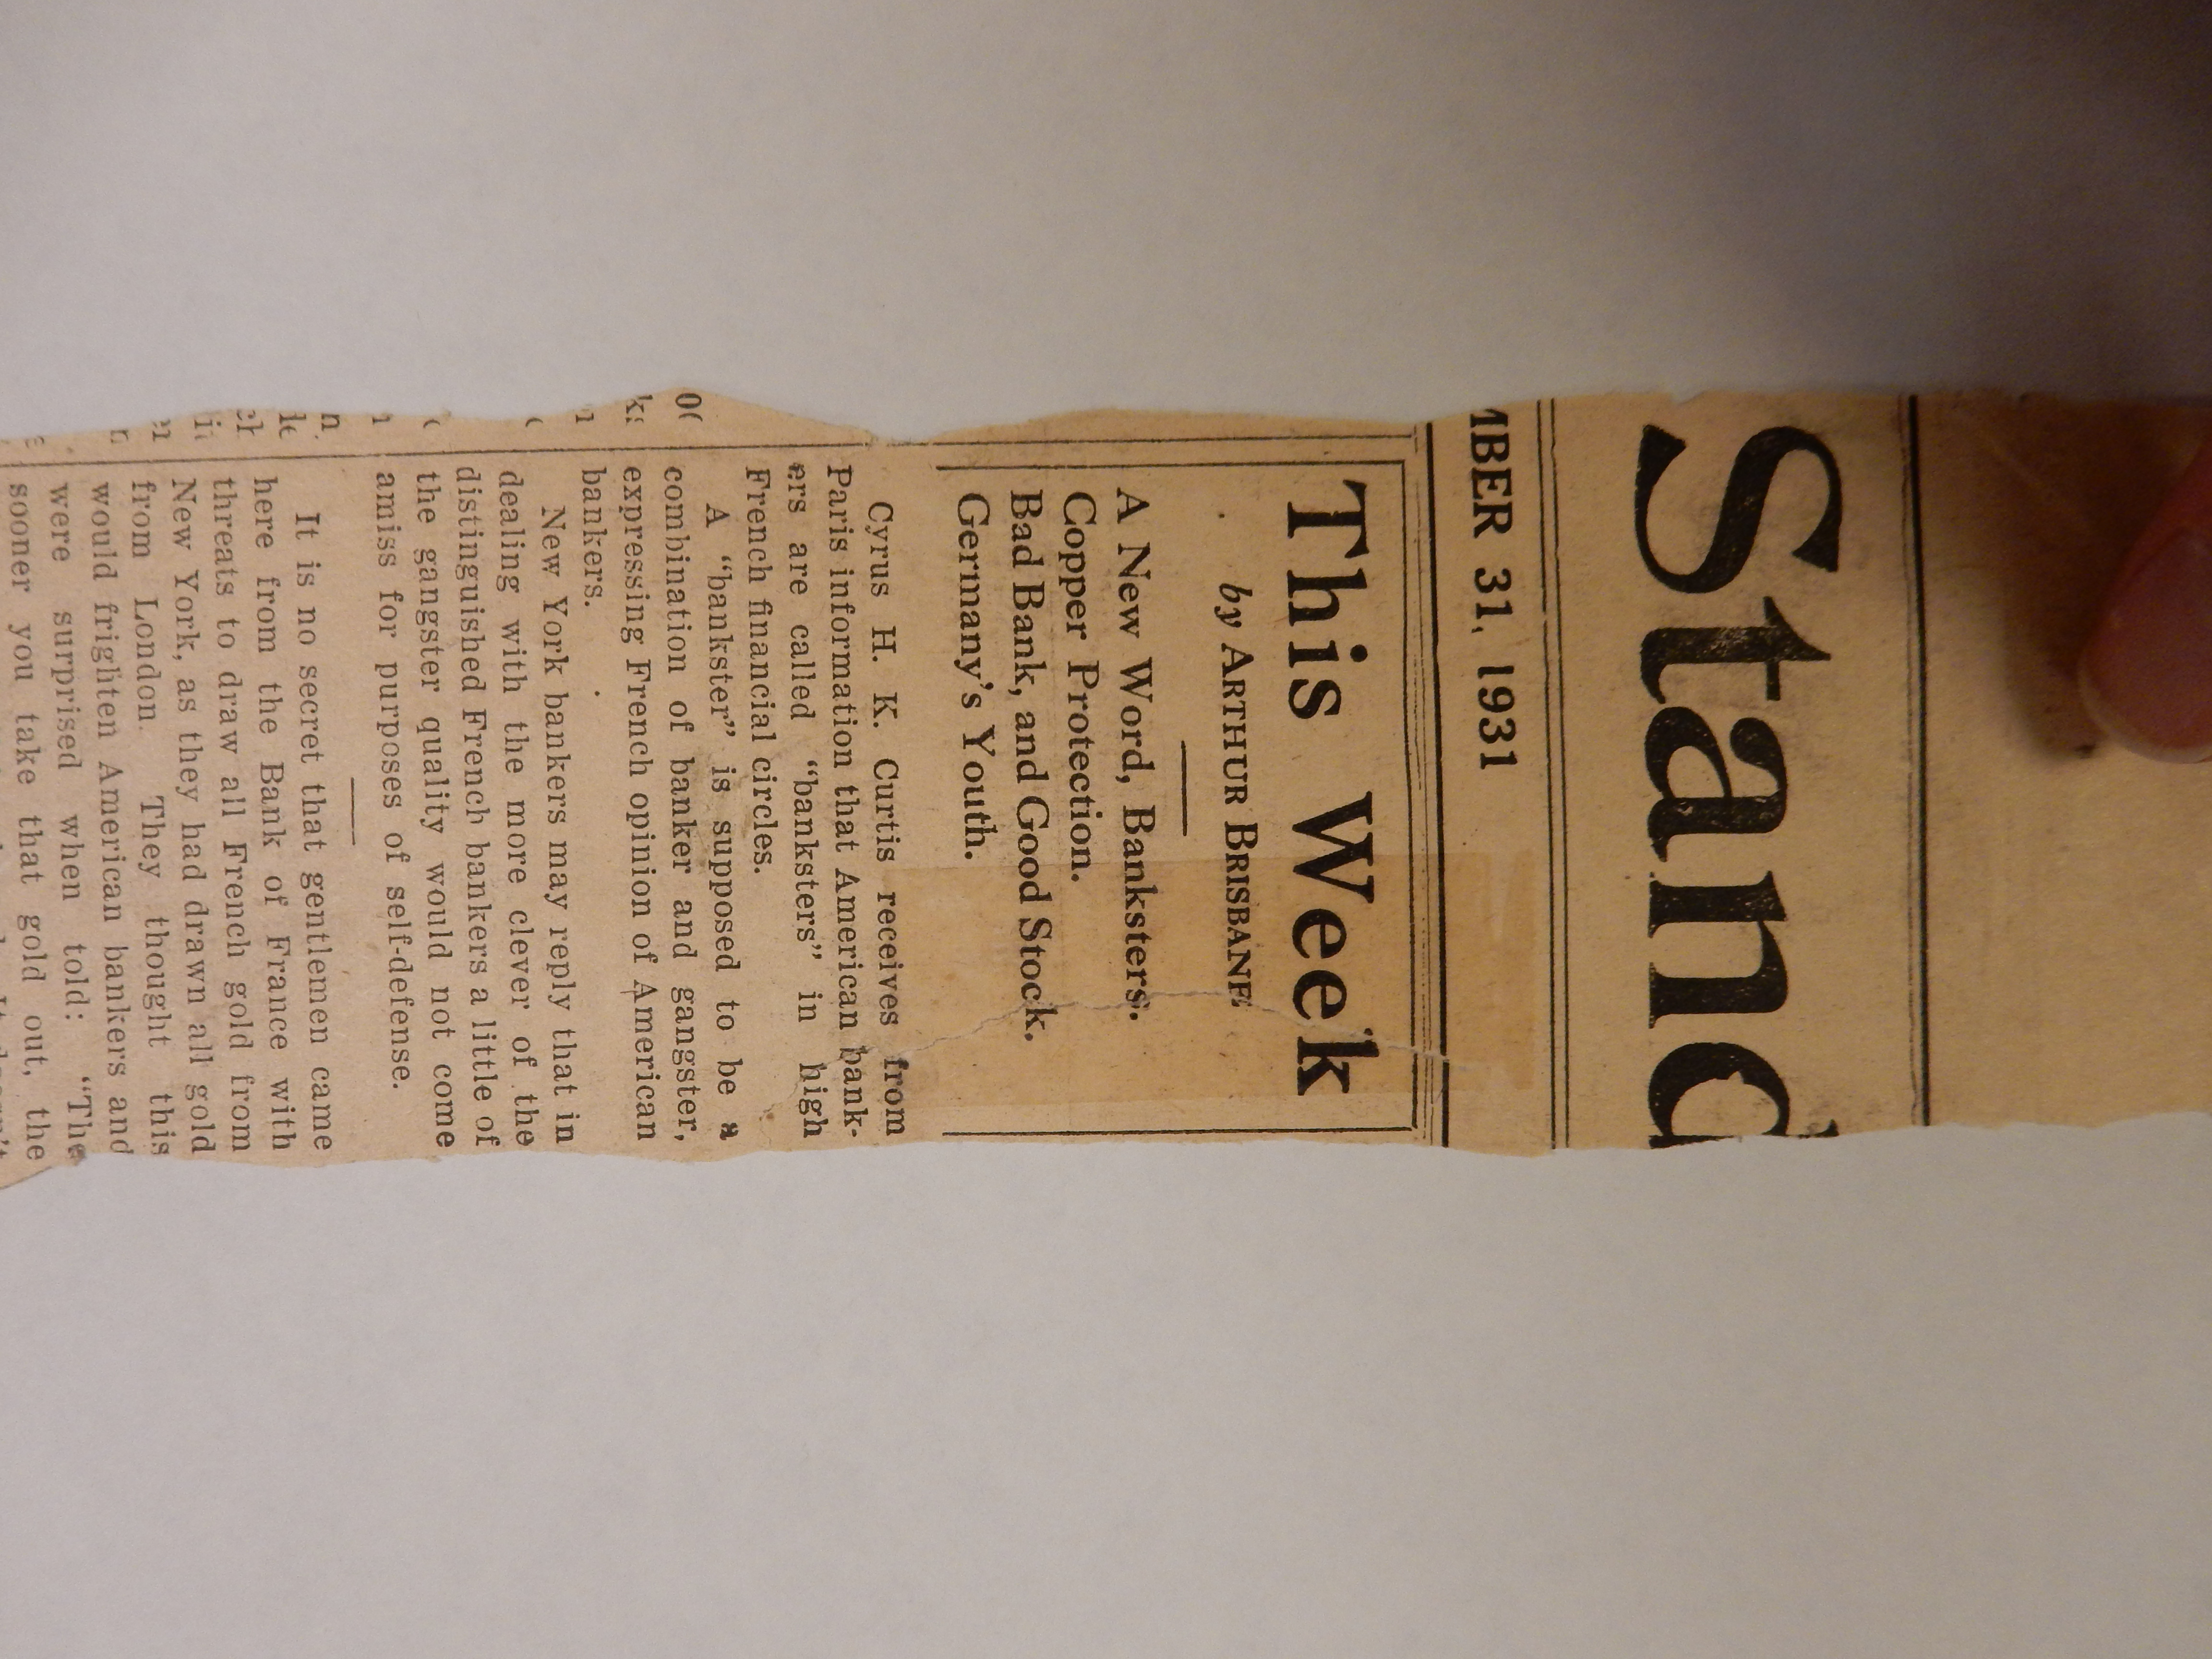 Stand
MBER 31, 1931
This Week
by ARTHUR BRISBANE
A New Word, Banksters.
Copper Protection.
Bad Bank, and Good Stock.
Germany's Youth.
Cyrus H. K. Curtis receives from
Paris information that American bank-
ers are called "banksters" in high
French financial circles.
A "bankster" is supposed to be a
combination of banker and gangster,
expressing French opinion of American
bankers.
New York bankers may reply that in
dealing with the more clever of the
distinguished French bankers a little of
the gangster quality would not come
amiss for purposes of self-defense.
It is no secret that gentlemen came
here from the Bank of France with
threats to draw all French gold from
New York, as they had drawn all gold
from London. They thought this
would frighten American bankers and
were surprised when told: "The
sooner you take that gold out, the